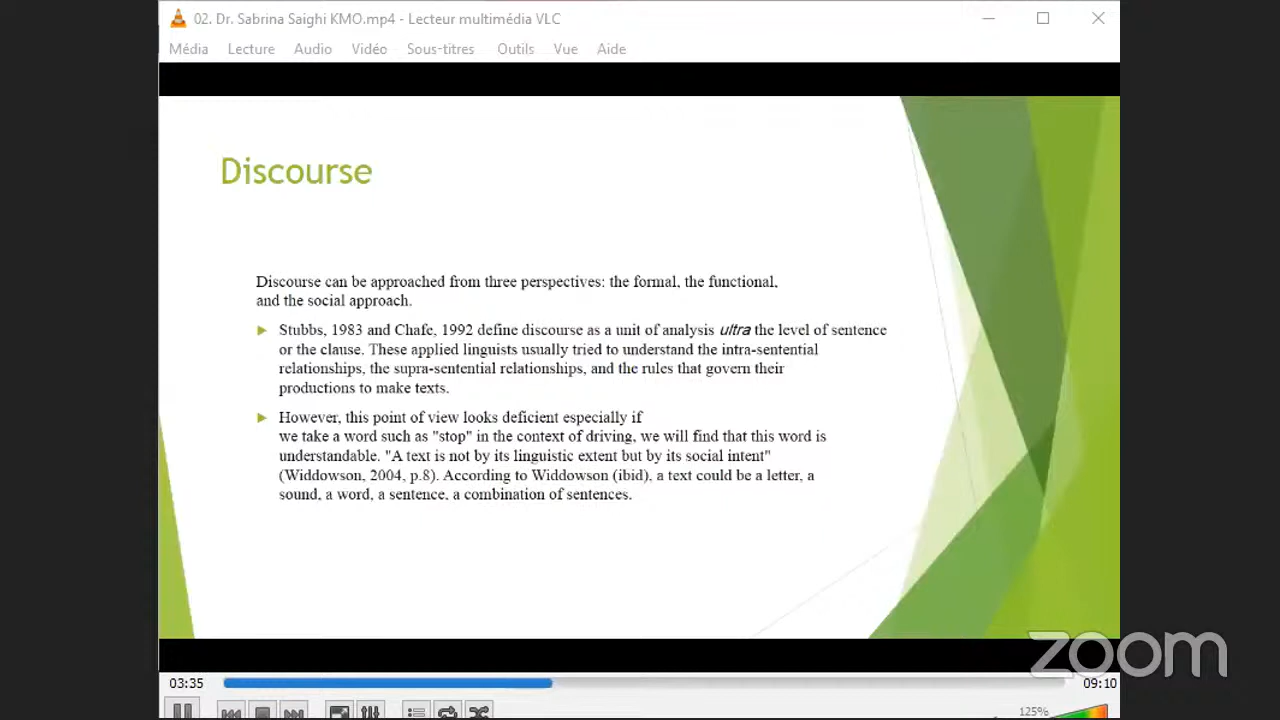 02. Dr. Sabrina Saighi KMO.mp4 - Lecteur multimédia VLC
Média Lecture Audio Vidéo Sous-titres Outils Vue Aide
Discourse
Discourse can be approached from three perspectives: the formal, the functional,
and the social approach.
Stubbs, 1983 and Chafe, 1992 define discourse as a unit of analysis ultra the level of sentence
or the clause. These applied linguists usually tried to understand the intra-sentential
relationships, the supra-sentential relationships, and the rules that govern their
productions to make texts.
However, this point of view looks deficient especially if
we take a word such as "stop" in the context of driving, we will find that this word is
understandable. "A text is not by its linguistic extent but by its social intent"
(Widdowson, 2004, p.8). According to Widdowson (ibid), a text could be a letter, a
sound, a word, a sentence, a combination of sentences.
zoom
03:35
09:10
125%